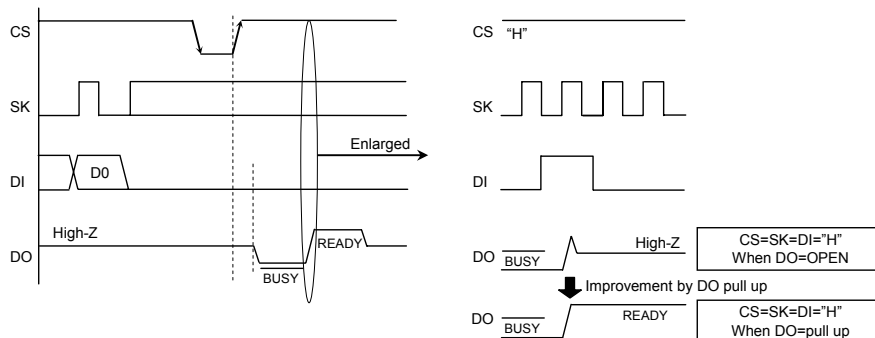 CS
SK
DI
D0
DO
High-Z
BUSY
READY
Enlarged
CS
“H”
SK
DI
DO
BUSY
High-Z
CS=SK=DI=”H”
When DO=OPEN
Improvement by DO pull up
DO
BUSY
READY
CS=SK=DI=”H”
When DO=pull up